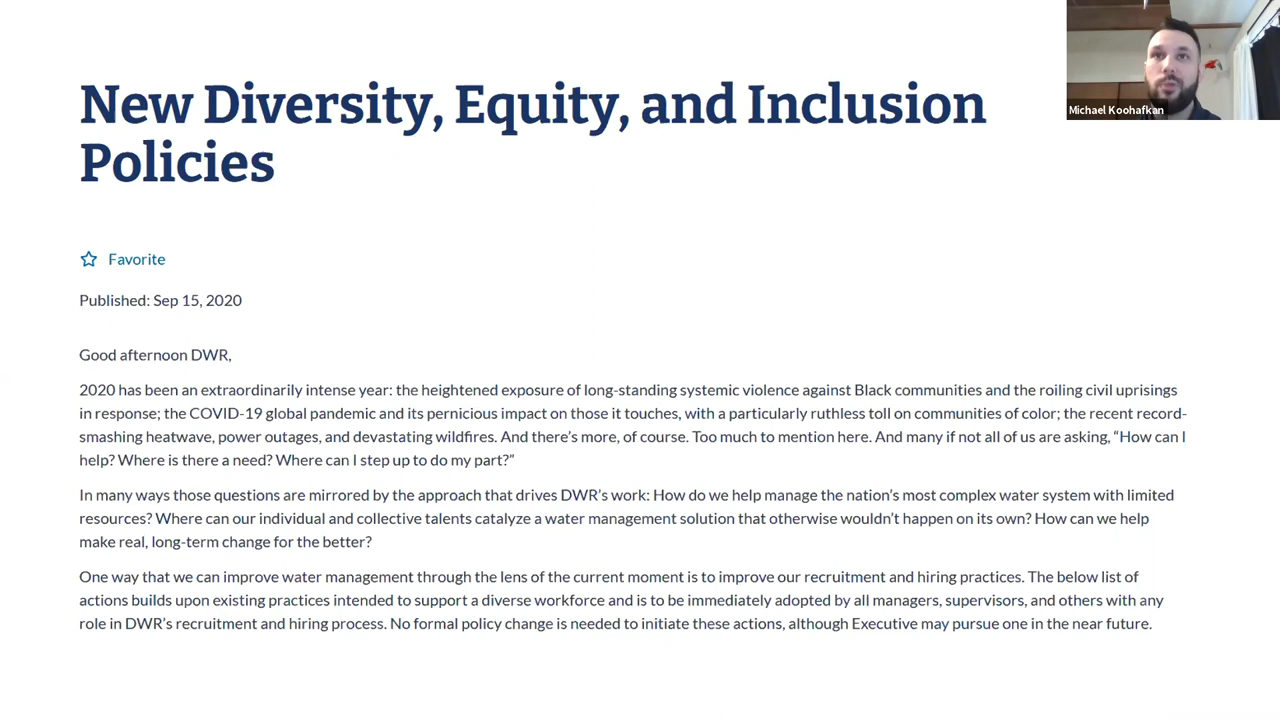 New Diversity, Equity, and Inclusion
Policies
Michael Koohafkan
Favorite
Published: Sep 15, 2020
Good afternoon DWR,
2020 has been an extraordinarily intense year: the heightened exposure of long-standing systemic violence against Black communities and the roiling civil uprisings
in response; the COVID-19 global pandemic and its pernicious impact on those it touches, with a particularly ruthless toll on communities of color; the recent record-
smashing heatwave, power outages, and devastating wildfires. And there’s more, of course. Too much to mention here. And many if not all of us are asking, “How can I
help? Where is there a need? Where can I step up to do my part?”
In many ways those questions are mirrored by the approach that drives DWR’s work: How do we help manage the nation’s most complex water system with limited
resources? Where can our individual and collective talents catalyze a water management solution that otherwise wouldn’t happen on its own? How can we help
make real, long-term change for the better?
One way that we can improve water management through the lens of the current moment is to improve our recruitment and hiring practices. The below list of
actions builds upon existing practices intended to support a diverse workforce and is to be immediately adopted by all managers, supervisors, and others with any
role in DWR’s recruitment and hiring process. No formal policy change is needed to initiate these actions, although Executive may pursue one in the near future.